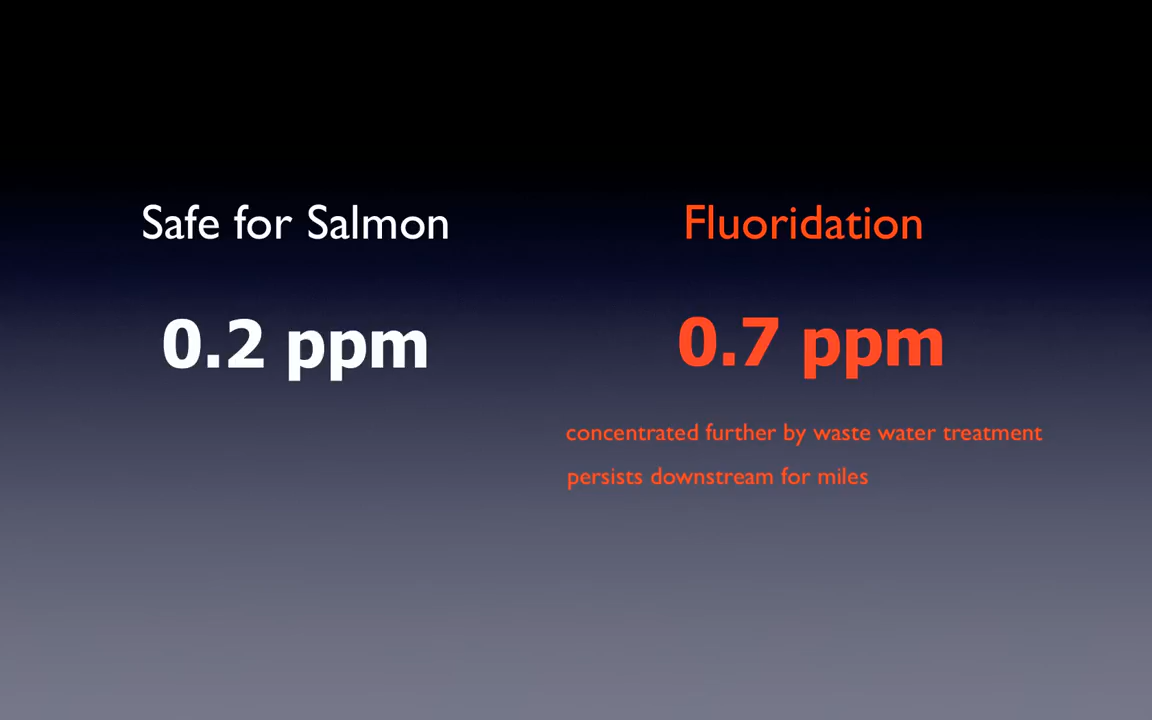 Safe for Salmon
Fluoridation
0.2 ppm
0.7 ppm
concentrated further by waste water treatment
persists downstream for miles